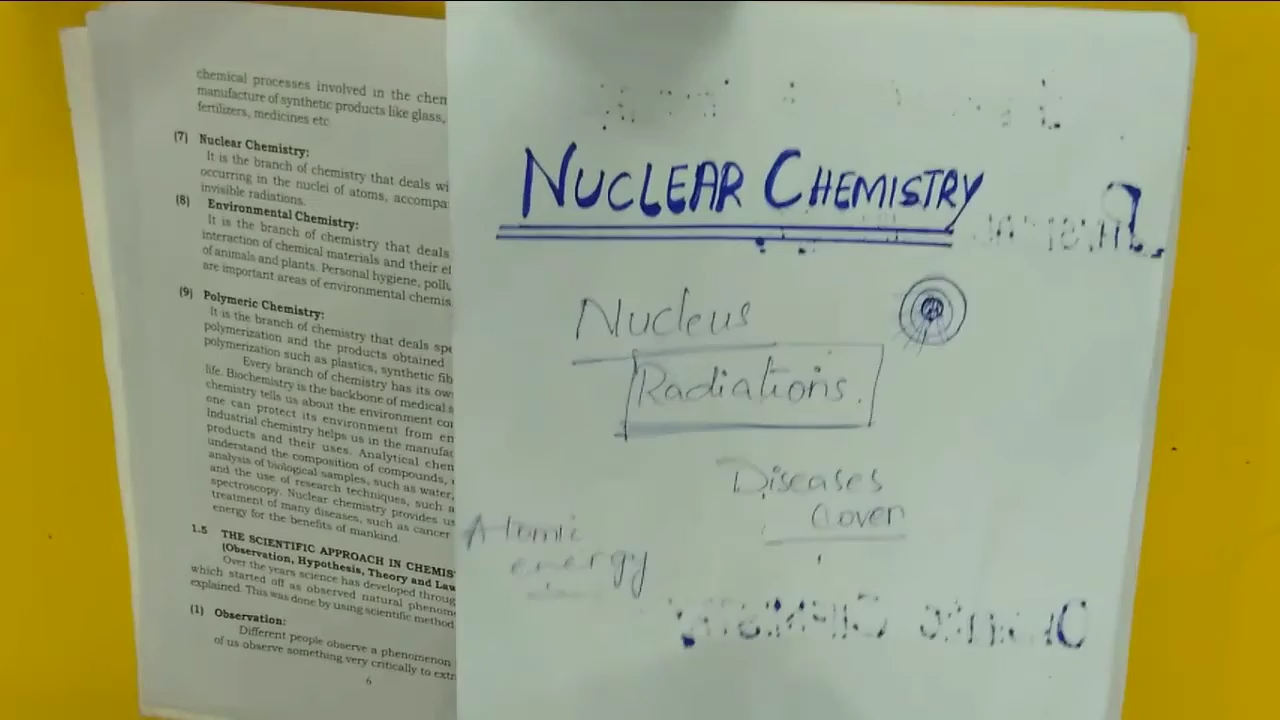 chemical processes involved in the chen
manufacture of synthetic products like glass,
fertilizers, medicines etc
(7) Nuclear Chemistry:
It is the branch of chemistry that deals wi
occurring in the nuclei of atoms, accompa
invisible radiations.
(8) Environmental Chemistry:
It is the branch of chemistry that deals
interaction of chemical materials and their ef
of animals and plants. Personal hygiene, pollu
are important areas of environmental chemis
(9) Polymeric Chemistry:
It is the branch of chemistry that deals spe
polymerization and the products obtained
polymerization such as plastics, synthetic fib
Every branch of chemistry has its ow
life. Biochemistry is the backbone of medical s
chemistry tells us about the environment con
one can protect its environment from en
Industrial chemistry helps us in the manufac
products and their uses. Analytical chen
understand the composition of compounds,
analysis of biological samples, such as water,
and the use of research techniques, such a
spectroscopy. Nuclear chemistry provides us
treatment of many diseases, such as cancer
energy for the benefits of mankind.
1.5 THE SCIENTIFIC APPROACH IN CHEMIS
(Observation, Hypothesis, Theory and Law
Over the years science has developed throug
which started off as observed natural phenome
explained. This was done by using scientific method
(1) Observation:
Different people observe a phenomenon
of us observe something very critically to extr
6
NUCLEAR CHEMISTRY
Nucleus
Radiations.
Diseases
Cover
Atomic
energy